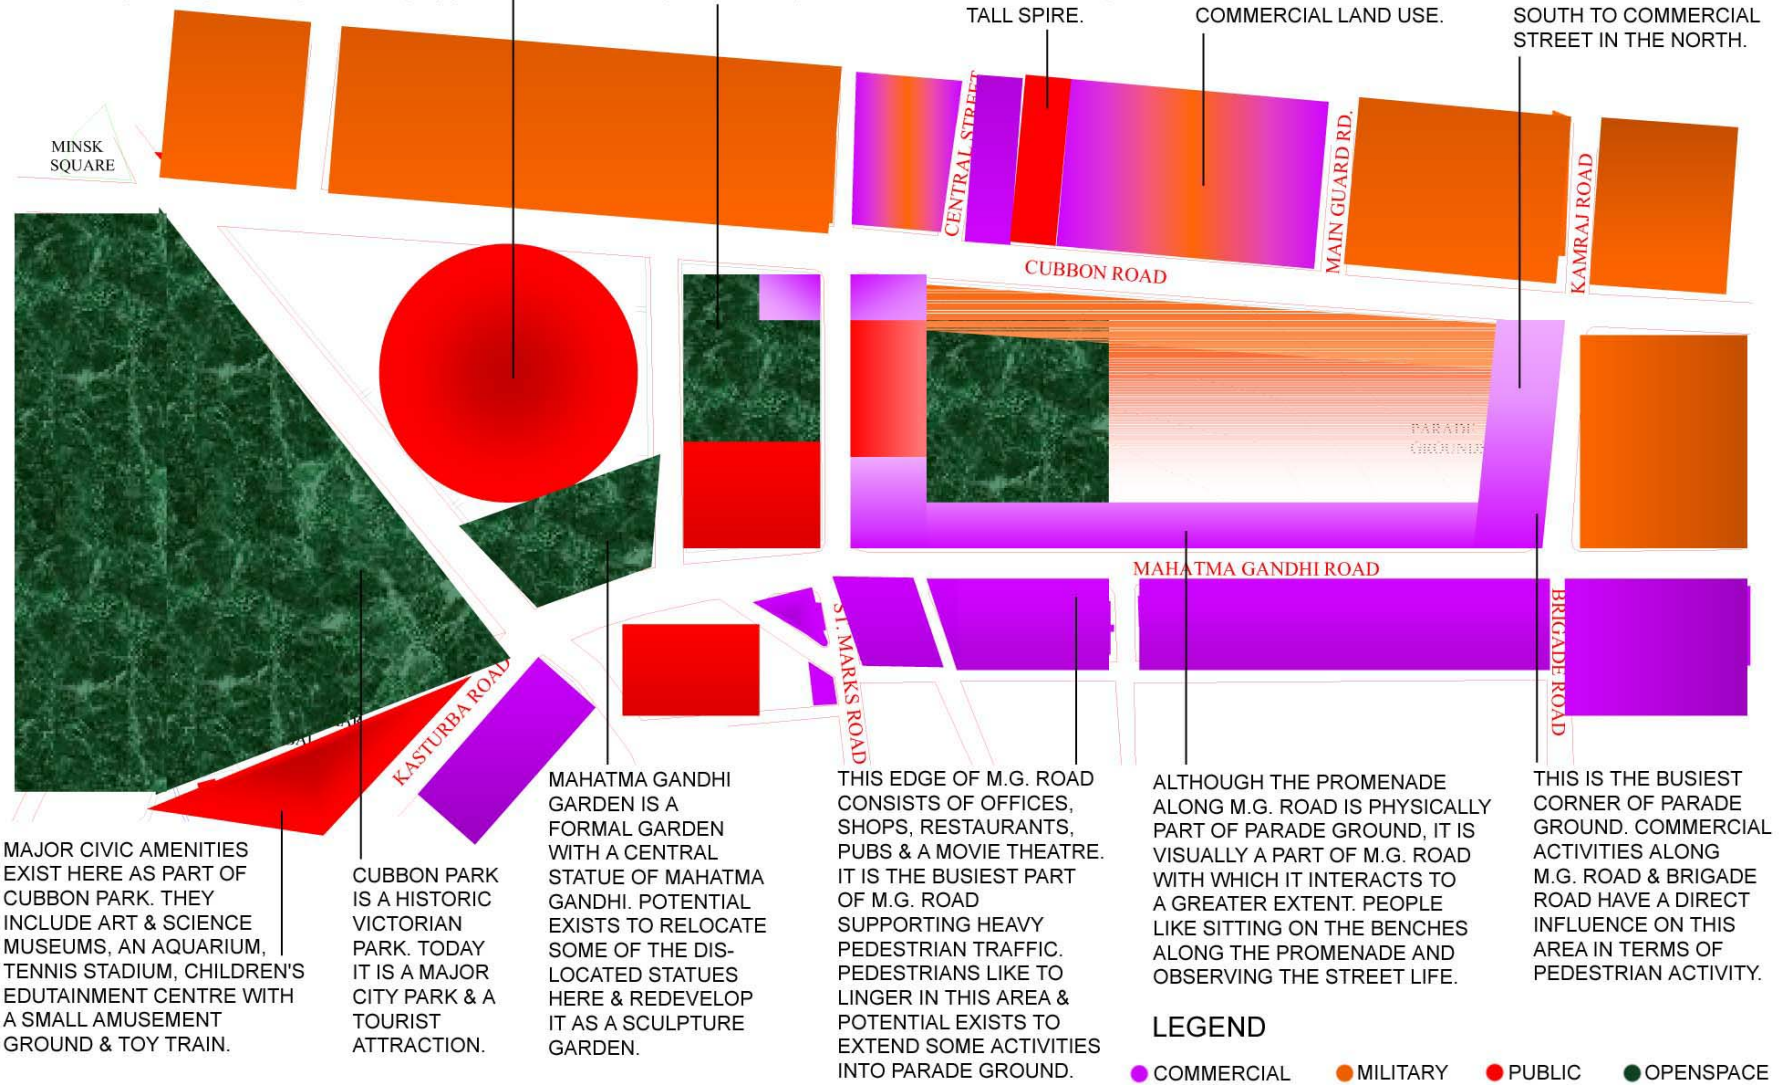 TALL SPIRE.
COMMERCIAL LAND USE.
SOUTH TO COMMERCIAL
STREET IN THE NORTH.
MINSK
SQUARE
CENTRAL STREET
MAIN GUARD RD.
KAMRAJ ROAD
CUBBON ROAD
PARADE
GROUNDS
MAHATMA GANDHI ROAD
ST. MARKS ROAD
BRIGADE ROAD
KASTURBA ROAD
MAJOR CIVIC AMENITIES
EXIST HERE AS PART OF
CUBBON PARK. THEY
INCLUDE ART & SCIENCE
MUSEUMS, AN AQUARIUM,
TENNIS STADIUM, CHILDREN'S
EDUTAINMENT CENTRE WITH
A SMALL AMUSEMENT
GROUND & TOY TRAIN.
CUBBON PARK
IS A HISTORIC
VICTORIAN
PARK. TODAY
IT IS A MAJOR
CITY PARK & A
TOURIST
ATTRACTION.
MAHATMA GANDHI
GARDEN IS A
FORMAL GARDEN
WITH A CENTRAL
STATUE OF MAHATMA
GANDHI. POTENTIAL
EXISTS TO RELOCATE
SOME OF THE DIS-
LOCATED STATUES
HERE & REDEVELOP
IT AS A SCULPTURE
GARDEN.
THIS EDGE OF M.G. ROAD
CONSISTS OF OFFICES,
SHOPS, RESTAURANTS,
PUBS & A MOVIE THEATRE.
IT IS THE BUSIEST PART
OF M.G. ROAD
SUPPORTING HEAVY
PEDESTRIAN TRAFFIC.
PEDESTRIANS LIKE TO
LINGER IN THIS AREA &
POTENTIAL EXISTS TO
EXTEND SOME ACTIVITIES
INTO PARADE GROUND.
ALTHOUGH THE PROMENADE
ALONG M.G. ROAD IS PHYSICALLY
PART OF PARADE GROUND, IT IS
VISUALLY A PART OF M.G. ROAD
WITH WHICH IT INTERACTS TO
A GREATER EXTENT. PEOPLE
LIKE SITTING ON THE BENCHES
ALONG THE PROMENADE AND
OBSERVING THE STREET LIFE.
THIS IS THE BUSIEST
CORNER OF PARADE
GROUND. COMMERCIAL
ACTIVITIES ALONG
M.G. ROAD & BRIGADE
ROAD HAVE A DIRECT
INFLUENCE ON THIS
AREA IN TERMS OF
PEDESTRIAN ACTIVITY.
LEGEND
COMMERCIAL
MILITARY
PUBLIC
OPENSPACE